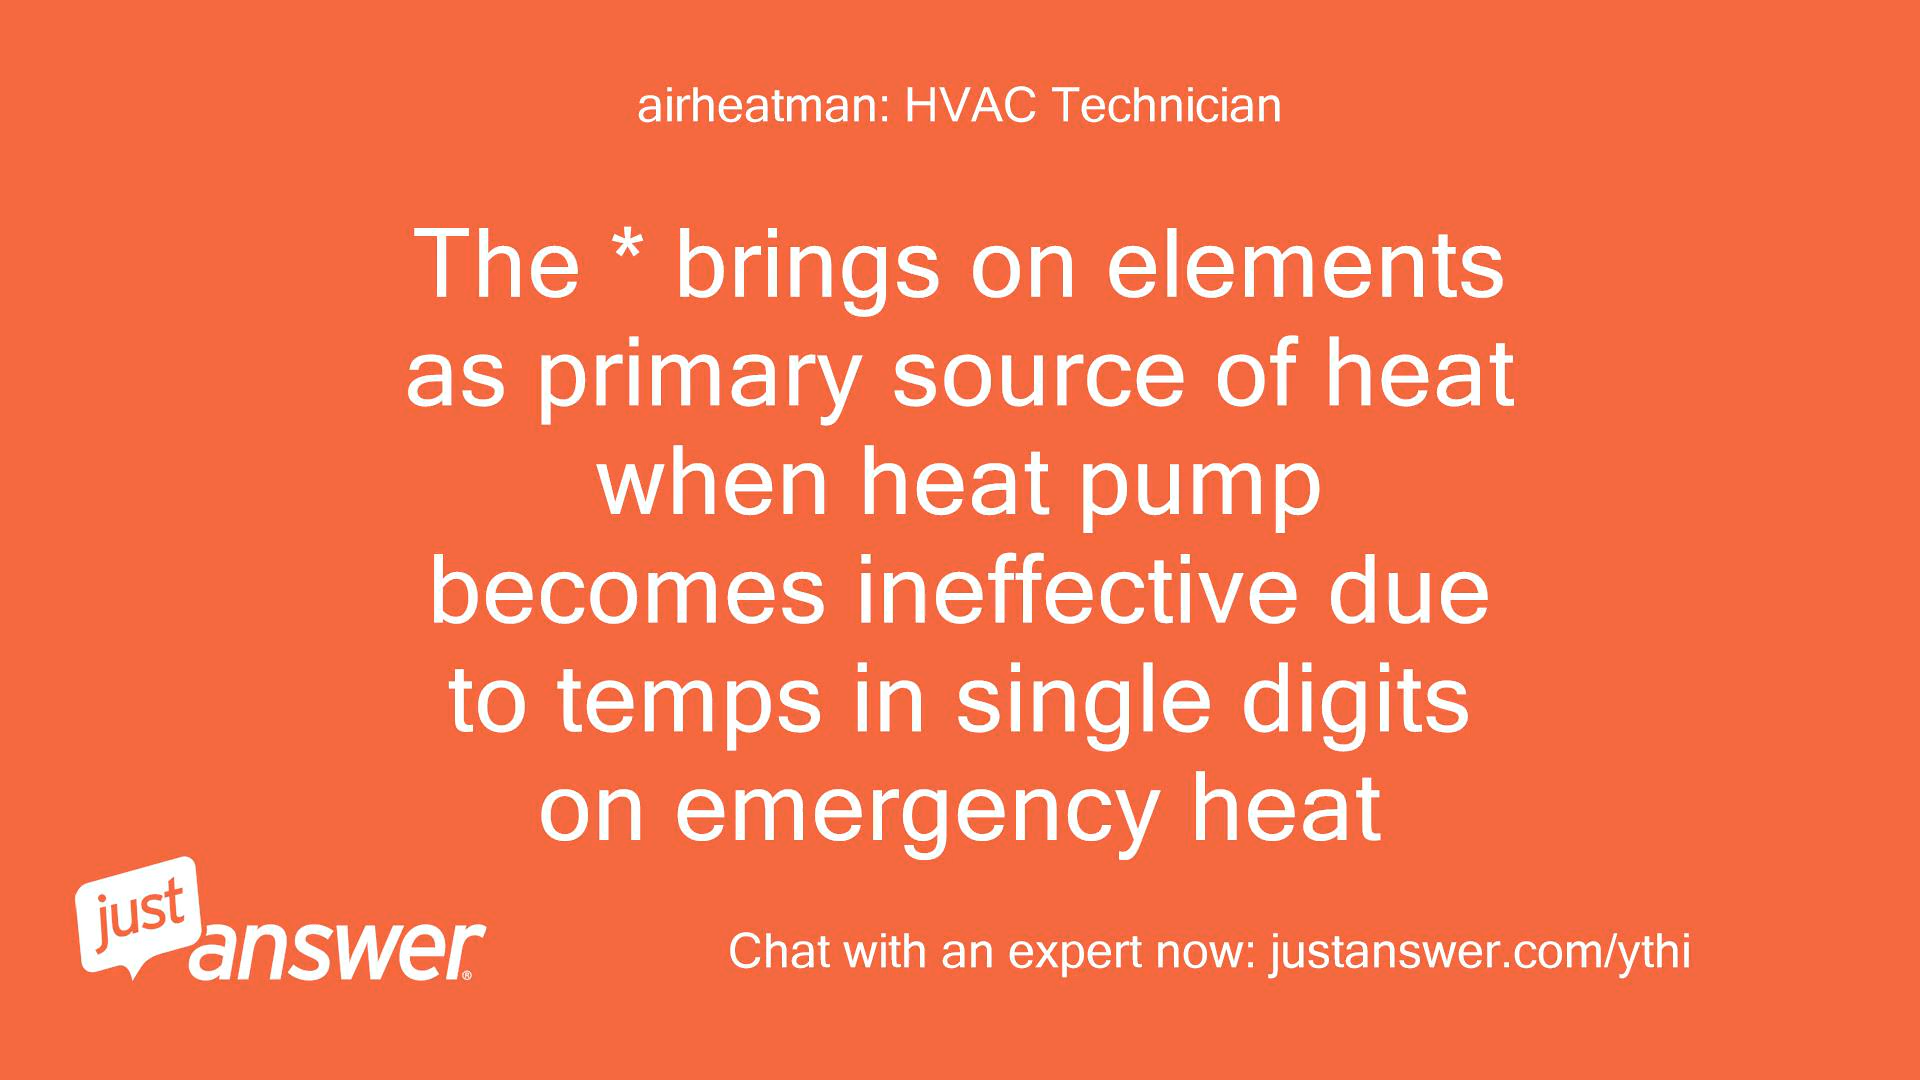 airheatman: HVAC Technician
The * brings on elements
as primary source of heat
when heat pump
becomes ineffective due
to temps in single digits
on emergency heat
just
answer®
Chat with an expert now: justanswer.com/ythi